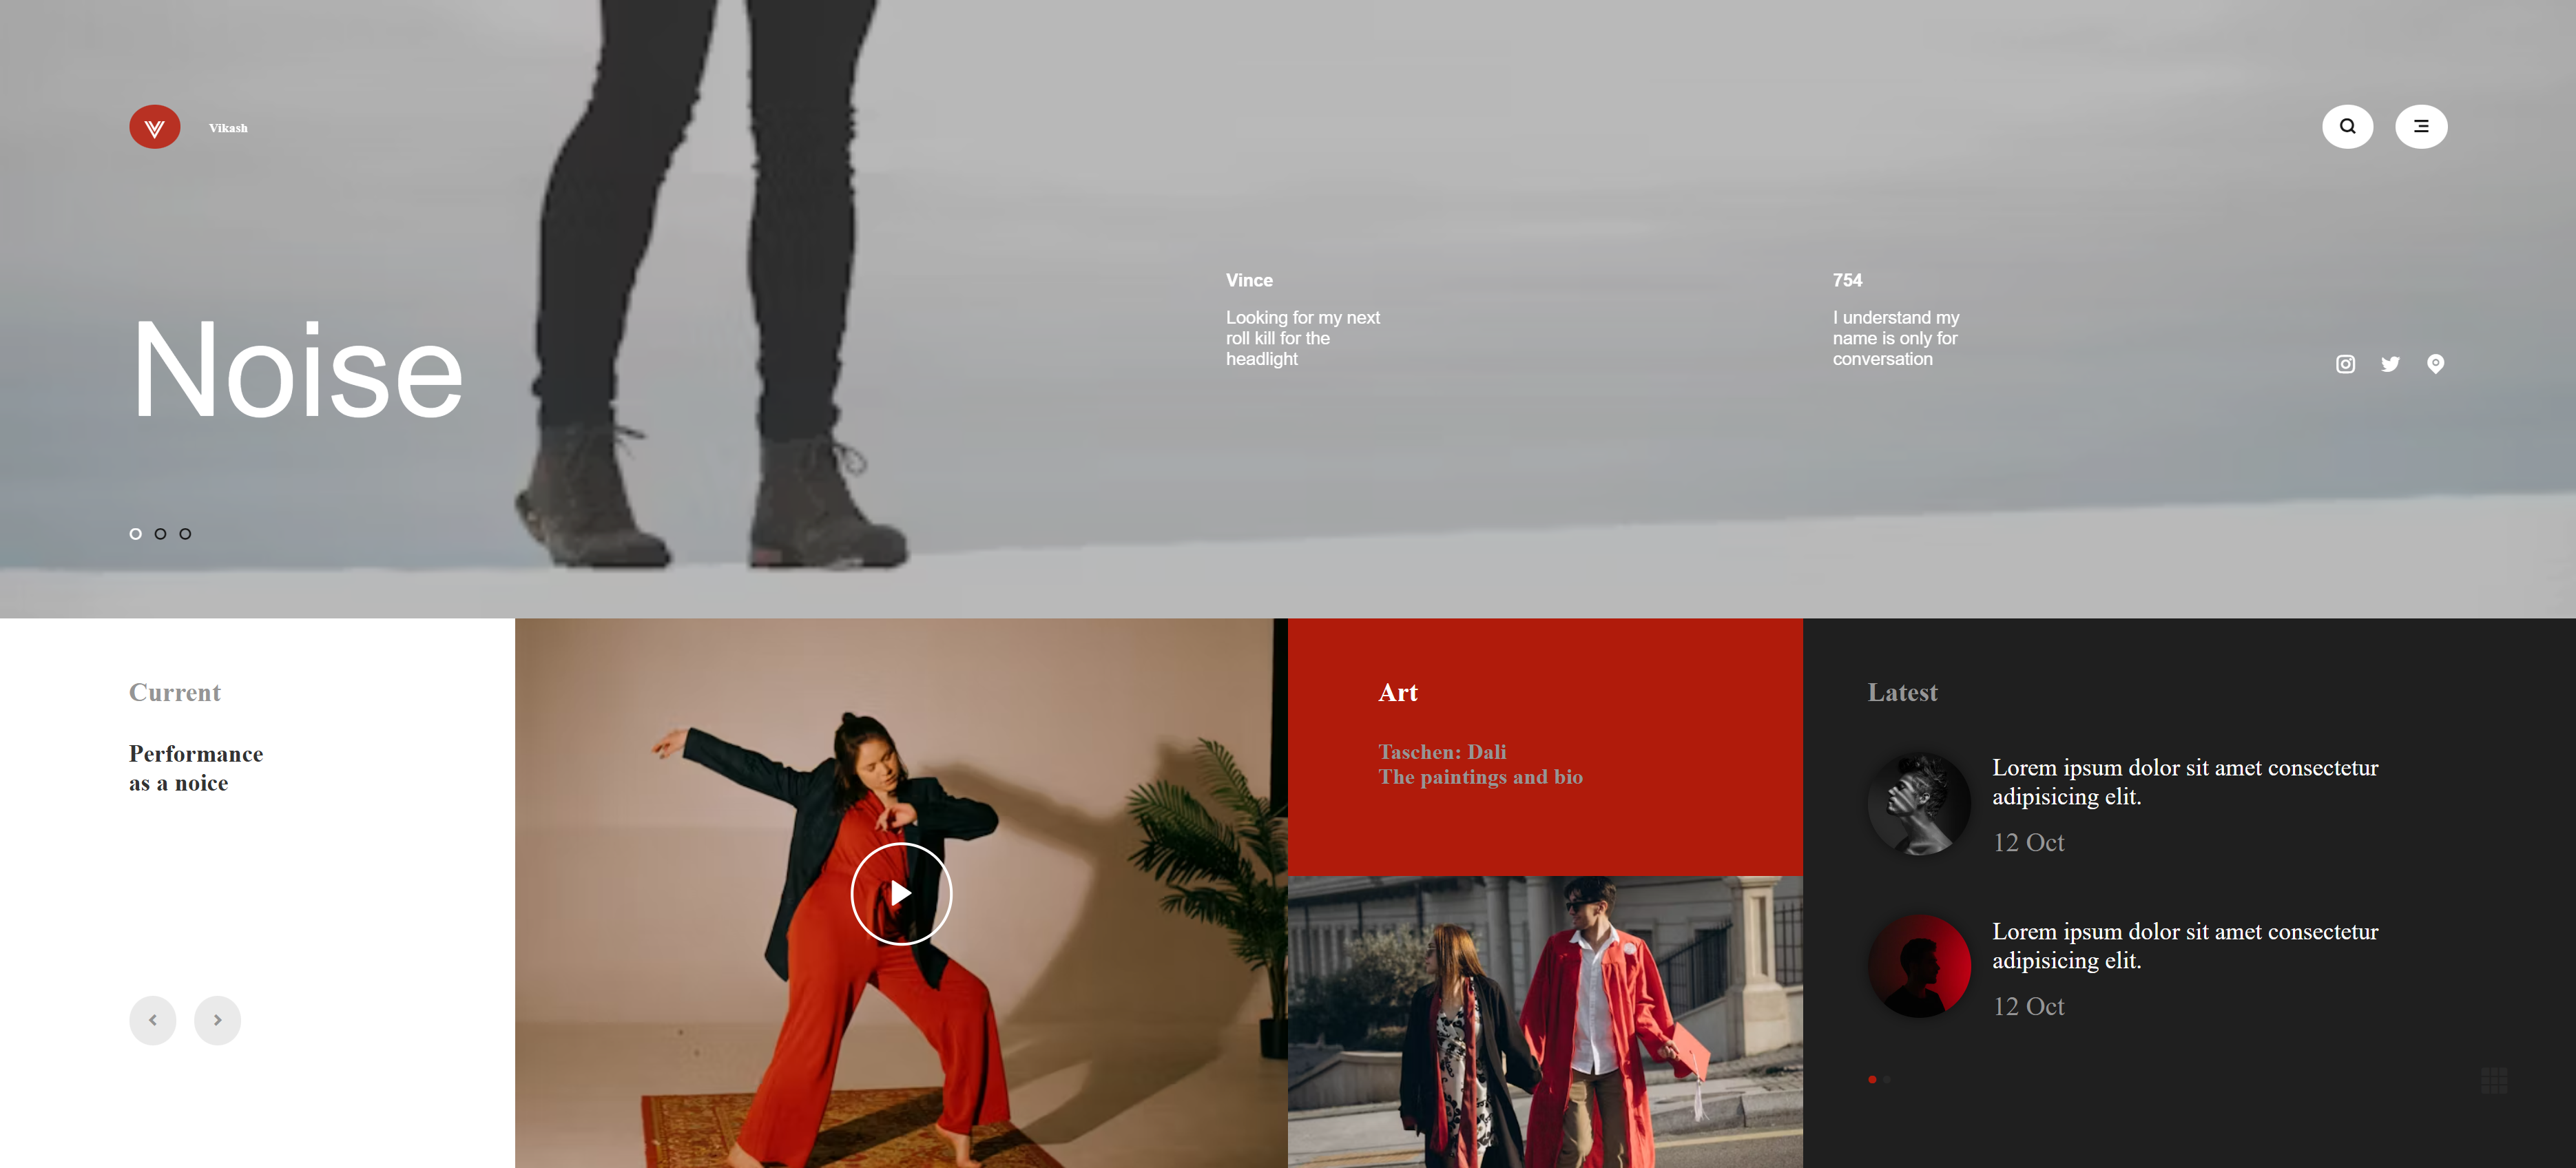 Vikash
Noise
Vince
Looking for my next
roll kill for the
headlight
754
I understand my
name is only for
conversation
Current
Performance
as a noice
Art
Taschen: Dali
The paintings and bio
Latest
Lorem ipsum dolor sit amet consectetur
adipisicing elit.
12 Oct
Lorem ipsum dolor sit amet consectetur
adipisicing elit.
12 Oct